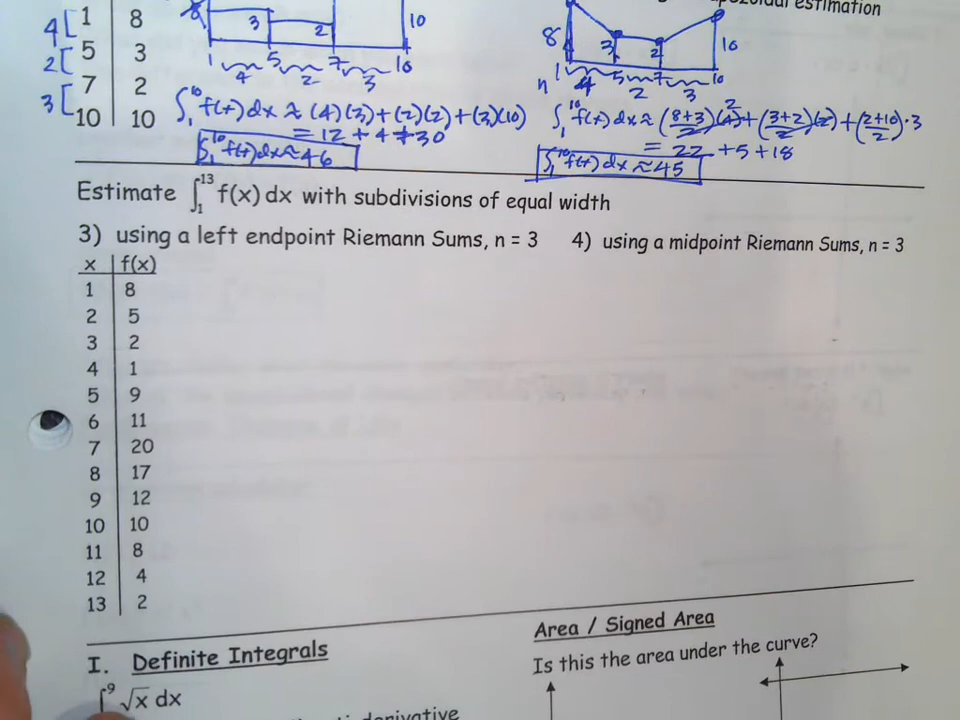 apezoidal estimation
4 [ 1 | 8
2 [ 5 | 3
3 [ 7 | 2
10 | 10
3 2 10
1 5 7 10
4 2 3
∫₁¹⁰ f(x)dx ≈ (4)(3)+(2)(2)+(3)(10)
= 12 + 4 + 30
∫₁¹⁰ f(x)dx ≈ 46
8 3 2 10
1 5 7 10
4 2 3
∫₁¹⁰ f(x)dx ≈ (8+3)/2 (4) + (3+2)/2 (2) + (2+10)/2 · 3
= 22 + 5 + 18
∫₁¹⁰ f(x)dx ≈ 45
Estimate ∫₁¹³ f(x) dx with subdivisions of equal width
3) using a left endpoint Riemann Sums, n = 3
4) using a midpoint Riemann Sums, n = 3
x | f(x)
1 | 8
2 | 5
3 | 2
4 | 1
5 | 9
6 | 11
7 | 20
8 | 17
9 | 12
10 | 10
11 | 8
12 | 4
13 | 2
I. Definite Integrals
∫⁹ √x dx
derivative
Area / Signed Area
Is this the area under the curve?